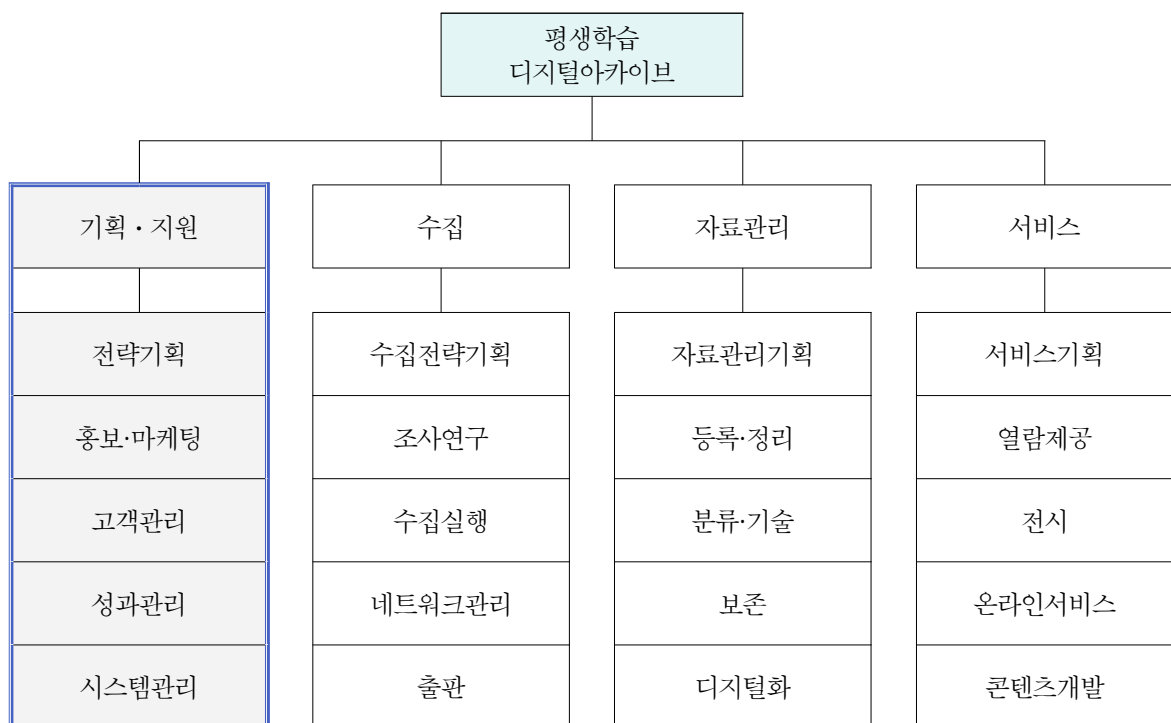 평생학습
디지털아카이브
기획・지원
수집
자료관리
서비스
전략기획
수집전략기획
자료관리기획
서비스기획
홍보·마케팅
조사연구
등록·정리
열람제공
고객관리
수집실행
분류·기술
전시
성과관리
네트워크관리
보존
온라인서비스
시스템관리
출판
디지털화
콘텐츠개발